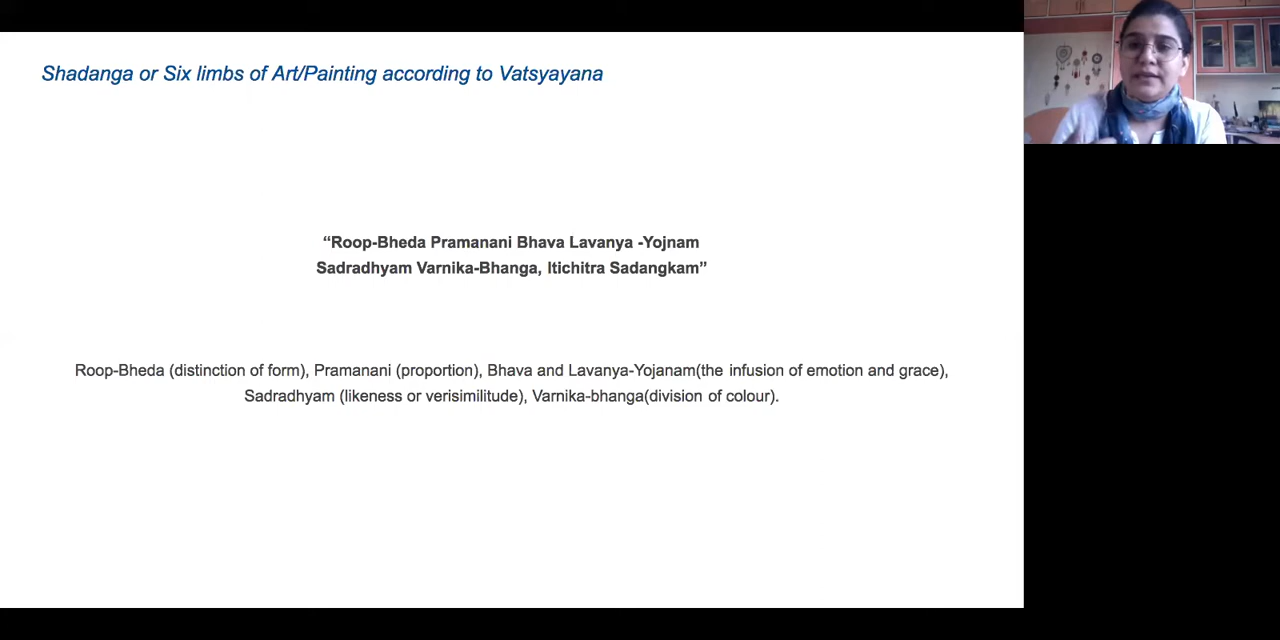 Shadanga or Six limbs of Art/Painting according to Vatsyayana
“Roop-Bheda Pramanani Bhava Lavanya -Yojnam
Sadradhyam Varnika-Bhanga, Itichitra Sadangkam”
Roop-Bheda (distinction of form), Pramanani (proportion), Bhava and Lavanya-Yojanam(the infusion of emotion and grace),
Sadradhyam (likeness or verisimilitude), Varnika-bhanga(division of colour).